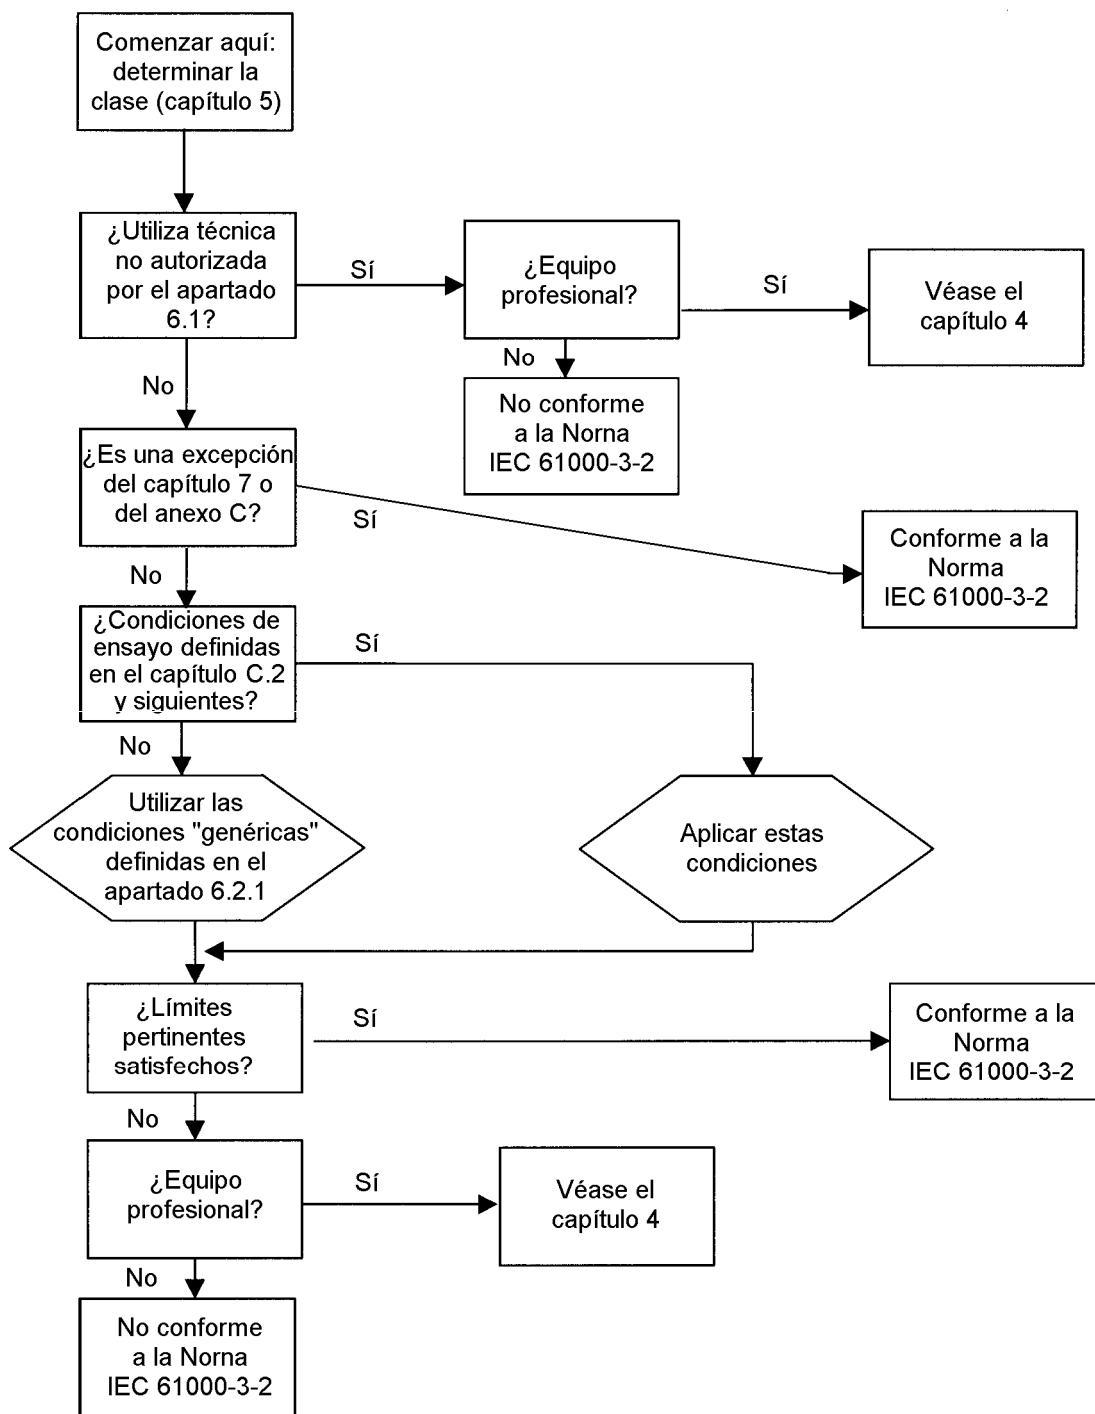 Comenzar aquí:
determinar la
clase (capítulo 5)
¿Utiliza técnica
no autorizada
por el apartado
6.1?
Sí
¿Equipo
profesional?
Sí
Véase el
capítulo 4
No
No
No conforme
a la Norna
IEC 61000-3-2
¿Es una excepción
del capítulo 7 o
del anexo C?
Sí
Conforme a la
Norma
IEC 61000-3-2
No
¿Condiciones de
ensayo definidas
en el capítulo C.2
y siguientes?
Sí
No
Utilizar las
condiciones "genéricas"
definidas en el
apartado 6.2.1
Aplicar estas
condiciones
¿Límites
pertinentes
satisfechos?
Sí
Conforme a la
Norma
IEC 61000-3-2
No
¿Equipo
profesional?
Sí
Véase el
capítulo 4
No
No conforme
a la Norna
IEC 61000-3-2